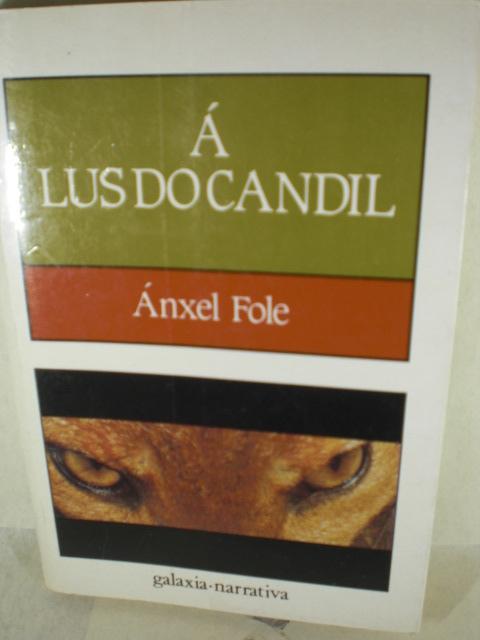 Á
LUS DO CANDIL
Ánxel Fole
galaxia·narrativa